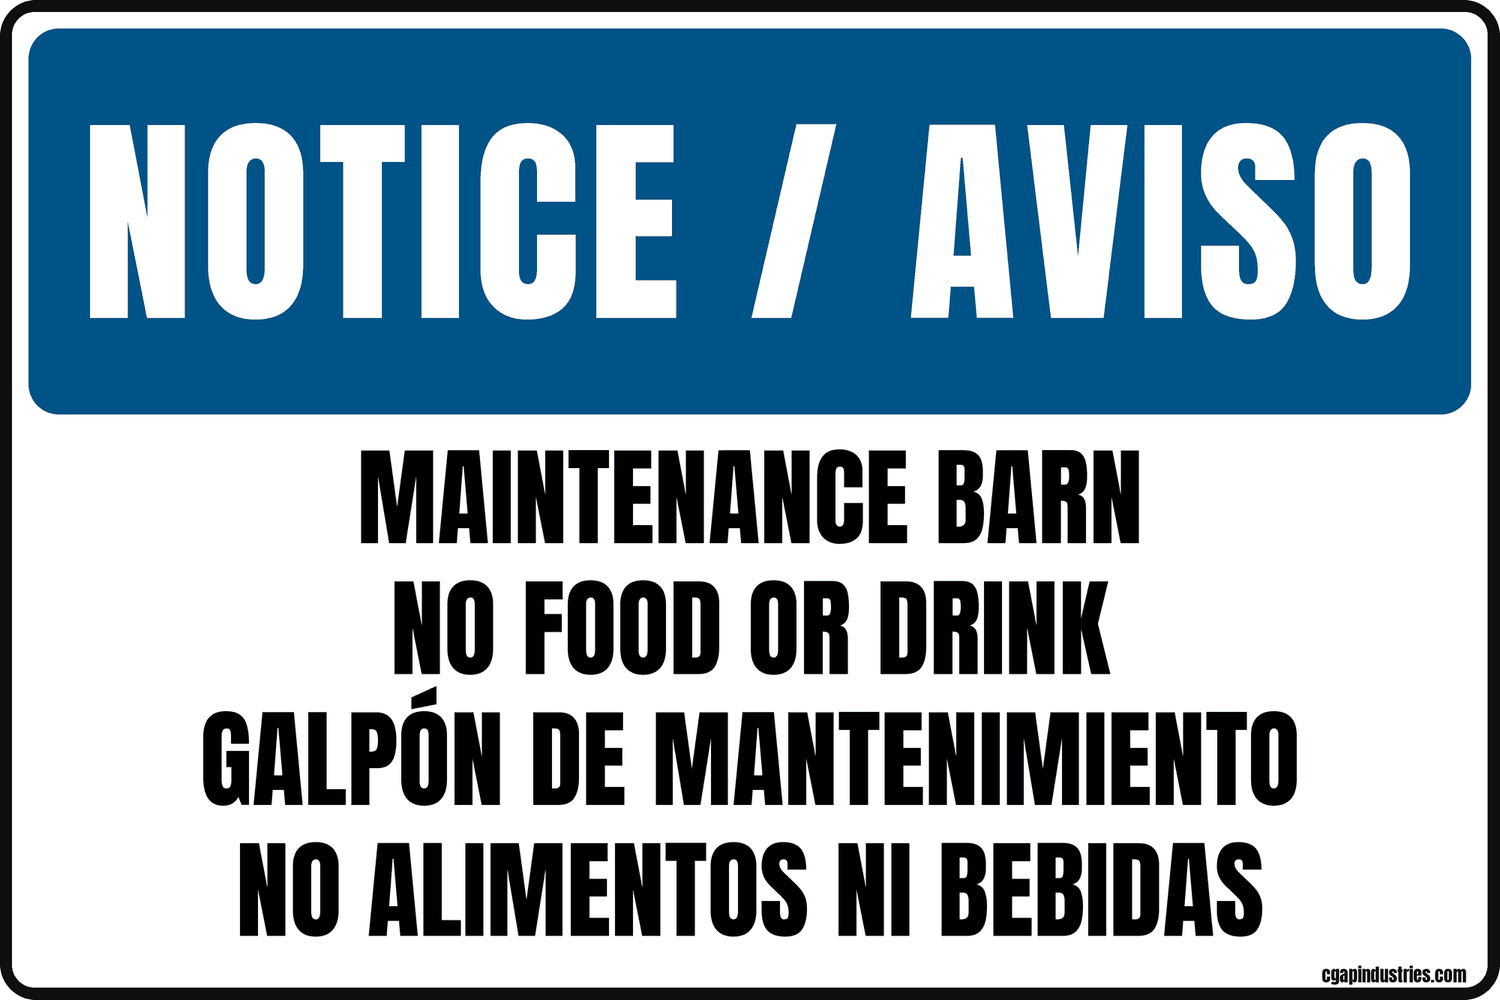 NOTICE / AVISO
MAINTENANCE BARN
NO FOOD OR DRINK
GALPÓN DE MANTENIMIENTO
NO ALIMENTOS NI BEBIDAS
cgapindustries.com